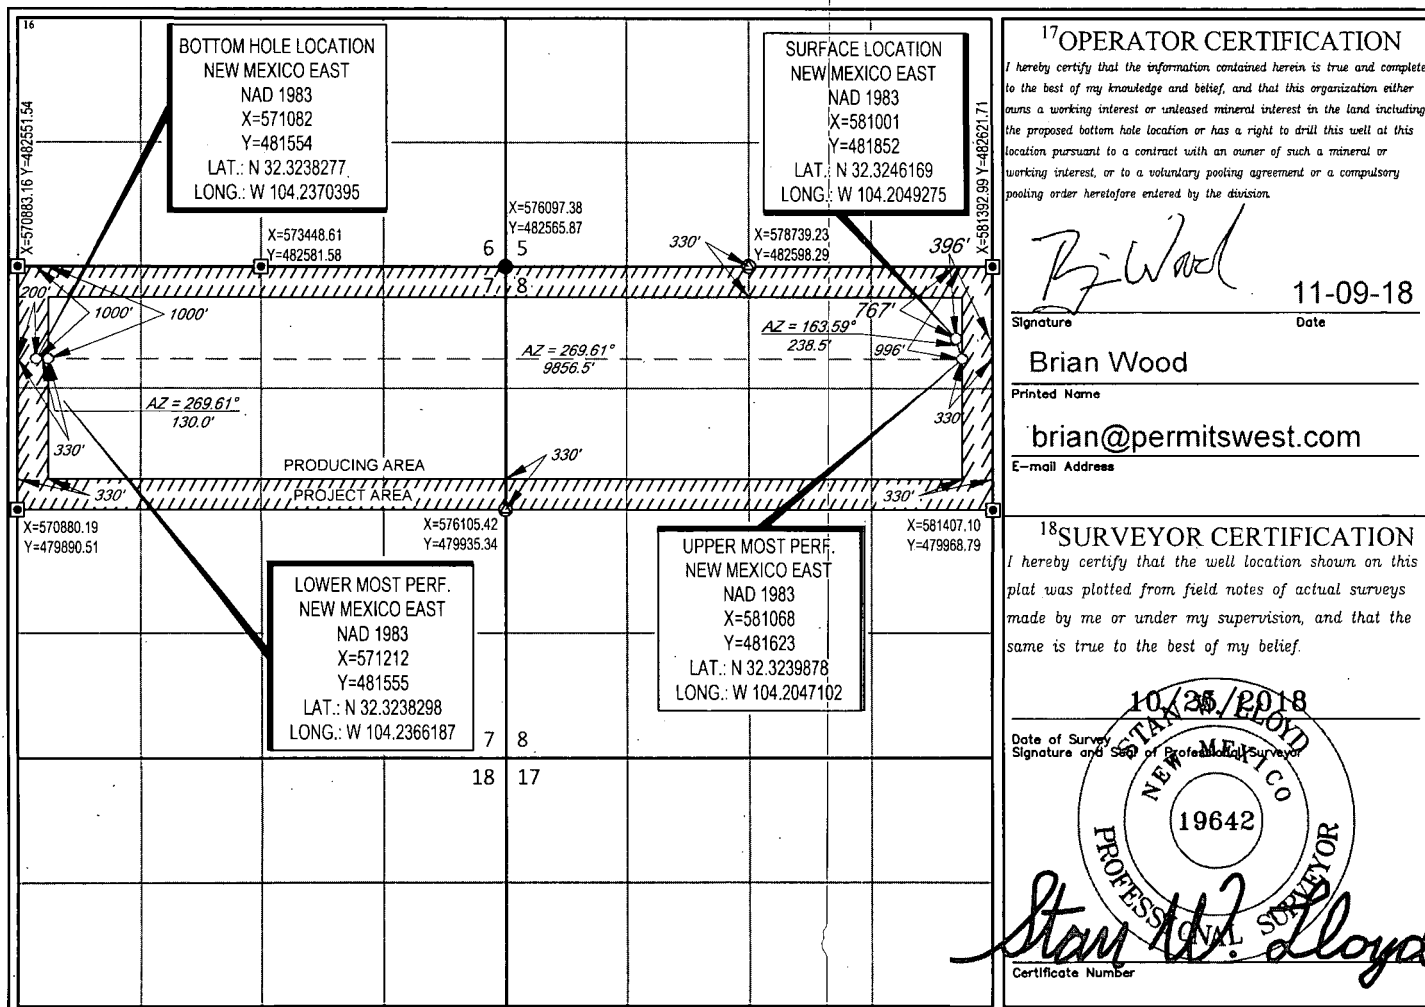 16
BOTTOM HOLE LOCATION
NEW MEXICO EAST
NAD 1983
X=571082
Y=481554
LAT.: N 32.3238277
LONG.: W 104.2370395
SURFACE LOCATION
NEW MEXICO EAST
NAD 1983
X=581001
Y=481852
LAT.: N 32.3246169
LONG.: W 104.2049275
X=570883.16 Y=482551.54
X=581392.99 Y=482621.71
X=573448.61
Y=482581.58
X=576097.38
Y=482565.87
X=578739.23
Y=482598.29
6 5
7 8
330'
396'
200'
1000'
1000'
767'
AZ = 163.59°
238.5'
996'
AZ = 269.61°
9856.5'
AZ = 269.61°
130.0'
330'
330'
330'
330'
330'
PRODUCING AREA
PROJECT AREA
X=570880.19
Y=479890.51
X=576105.42
Y=479935.34
X=581407.10
Y=479968.79
LOWER MOST PERF.
NEW MEXICO EAST
NAD 1983
X=571212
Y=481555
LAT.: N 32.3238298
LONG.: W 104.2366187
UPPER MOST PERF.
NEW MEXICO EAST
NAD 1983
X=581068
Y=481623
LAT.: N 32.3239878
LONG.: W 104.2047102
7 8
18 17
17OPERATOR CERTIFICATION
I hereby certify that the information contained herein is true and complete
to the best of my knowledge and belief, and that this organization either
owns a working interest or unleased mineral interest in the land including
the proposed bottom hole location or has a right to drill this well at this
location pursuant to a contract with an owner of such a mineral or
working interest, or to a voluntary pooling agreement or a compulsory
pooling order heretofore entered by the division.
11-09-18
Signature Date
Brian Wood
Printed Name
brian@permitswest.com
E-mail Address
18SURVEYOR CERTIFICATION
I hereby certify that the well location shown on this
plat was plotted from field notes of actual surveys
made by me or under my supervision, and that the
same is true to the best of my belief.
10/25/2018
Date of Survey
Signature and Seal of Professional Surveyor
STAN W. LLOYD
NEW MEXICO
19642
PROFESSIONAL SURVEYOR
Stan W. Lloyd
Certificate Number